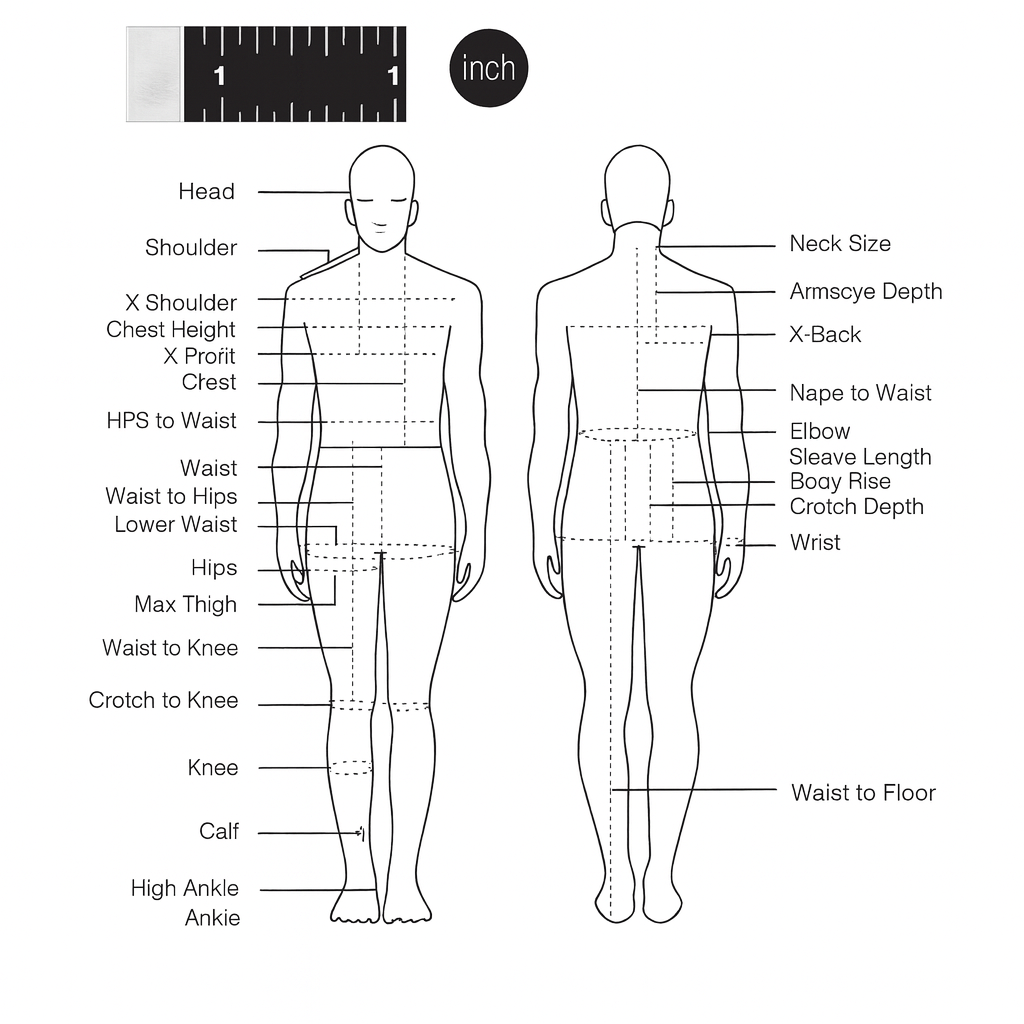 1 1
inch
Head
Shoulder
X Shoulder
Chest Height
X Profit
Chest
HPS to Waist
Waist
Waist to Hips
Lower Waist
Hips
Max Thigh
Waist to Knee
Crotch to Knee
Knee
Calf
High Ankle
Ankie
Neck Size
Armscye Depth
X-Back
Nape to Waist
Elbow
Sleave Length
Boay Rise
Crotch Depth
Wrist
Waist to Floor